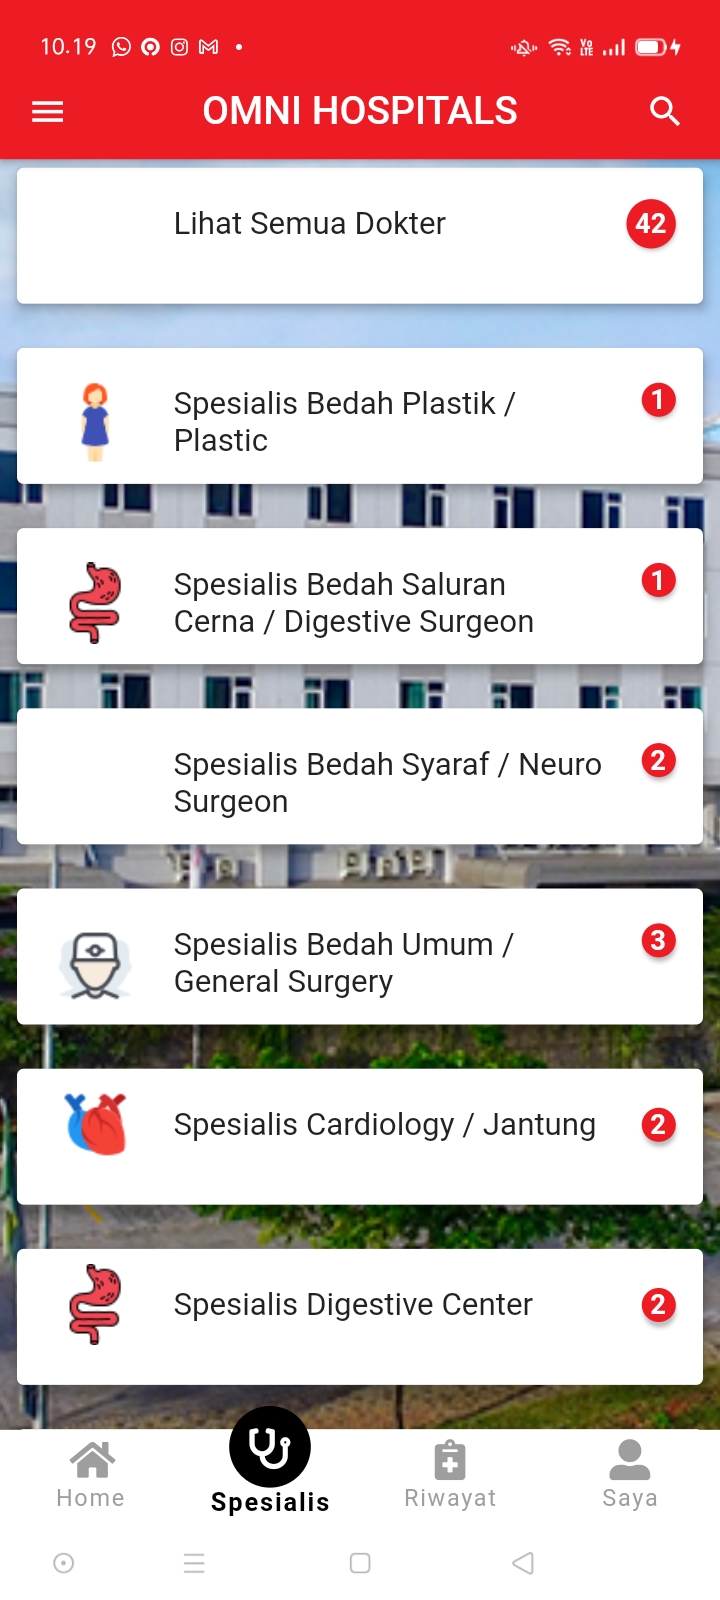 10.19
Vo
LTE
OMNI HOSPITALS
Lihat Semua Dokter
42
Spesialis Bedah Plastik /
Plastic
1
Spesialis Bedah Saluran
Cerna / Digestive Surgeon
1
Spesialis Bedah Syaraf / Neuro
Surgeon
2
Spesialis Bedah Umum /
General Surgery
3
Spesialis Cardiology / Jantung
2
Spesialis Digestive Center
2
Home
Spesialis
Riwayat
Saya